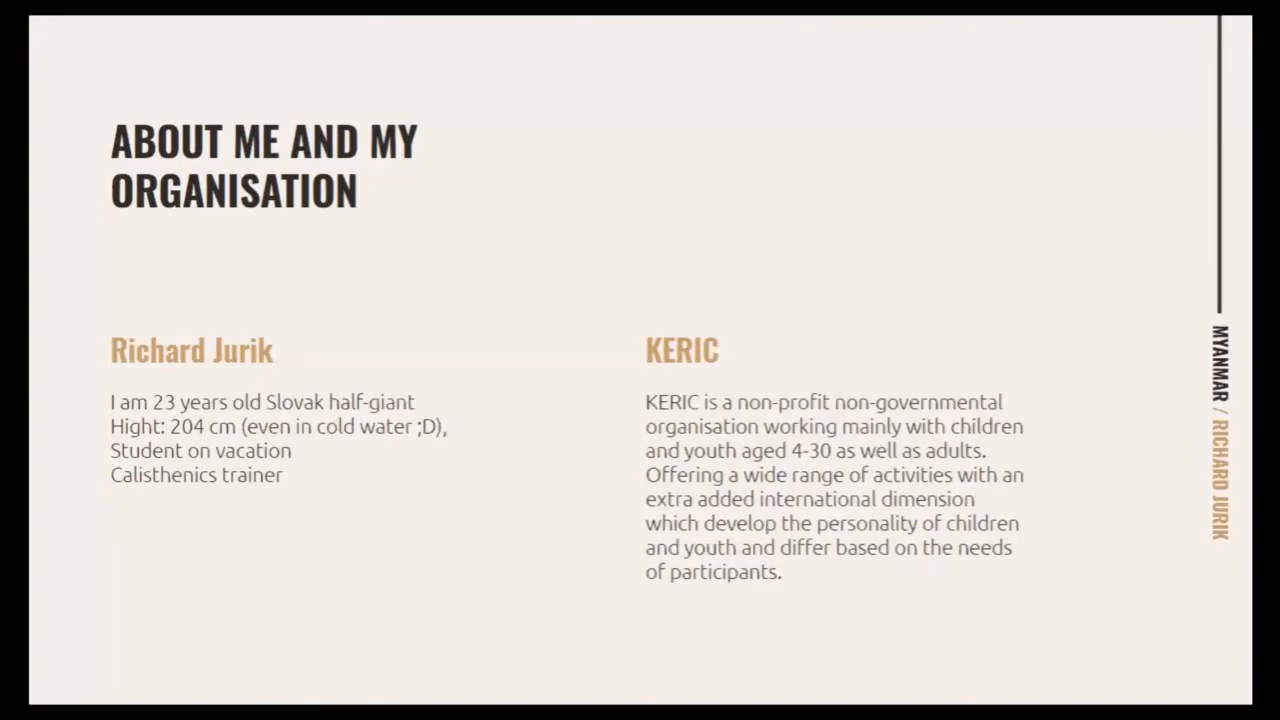 ABOUT ME AND MY
ORGANISATION
Richard Jurik
I am 23 years old Slovak half-giant
Hight: 204 cm (even in cold water ;D),
Student on vacation
Calisthenics trainer
KERIC
KERIC is a non-profit non-governmental
organisation working mainly with children
and youth aged 4-30 as well as adults.
Offering a wide range of activities with an
extra added international dimension
which develop the personality of children
and youth and differ based on the needs
of participants.
MYANMAR / RICHARD JURIK